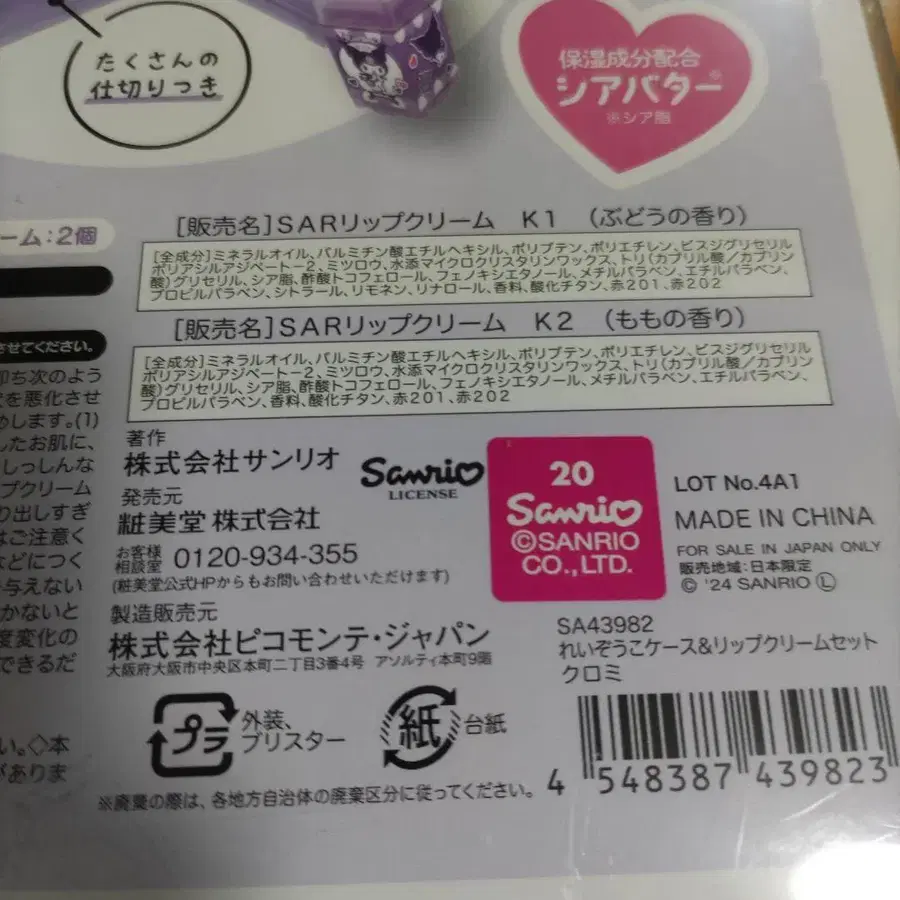 たくさんの
仕切りつき
保湿成分配合
シアバター※
※シア脂
ーム:2個
[販売名]SARリップクリーム K1 (ぶどうの香り)
[全成分]ミネラルオイル、パルミチン酸エチルヘキシル、ポリブテン、ポリエチレン、ビスジグリセリル
ポリアシルアジペート-2、ミツロウ、水添マイクロクリスタリンワックス、トリ(カプリル酸/カプリン
酸)グリセリル、シア脂、酢酸トコフェロール、フェノキシエタノール、メチルパラベン、エチルパラベン、
プロピルパラベン、シトラール、リモネン、リナロール、香料、酸化チタン、赤201、赤202
[販売名]SARリップクリーム K2 (ももの香り)
[全成分]ミネラルオイル、パルミチン酸エチルヘキシル、ポリブテン、ポリエチレン、ビスジグリセリル
ポリアシルアジペート-2、ミツロウ、水添マイクロクリスタリンワックス、トリ(カプリル酸/カプリン
酸)グリセリル、シア脂、酢酸トコフェロール、フェノキシエタノール、メチルパラベン、エチルパラベン、
プロピルパラベン、香料、酸化チタン、赤201、赤202
させてください。
即ち次のよう
状を悪化させ
めします。(1)
したお肌に、
しっしんな
プクリーム
り出しすぎ
はご注意く
などにつく
与えない
かないと
度変化の
できるだ
い。◇本
がありま
著作
株式会社サンリオ
Sanrio
LICENSE
発売元
粧美堂 株式会社
お客様
相談室 0120-934-355
(粧美堂公式HPからもお問い合わせいただけます)
製造販売元
株式会社ピコモンテ・ジャパン
大阪府大阪市中央区本町二丁目3番4号 アソルティ本町9階
20
Sanrio
©SANRIO
CO.,LTD.
LOT No.4A1
MADE IN CHINA
FOR SALE IN JAPAN ONLY
販売地域:日本限定
© '24 SANRIO Ⓛ
SA43982
れいぞうこケース&リップクリームセット
クロミ
プラ
外装、
ブリスター
紙
台紙
※廃棄の際は、各地方自治体の廃棄区分に従ってください。
4 548387 439823